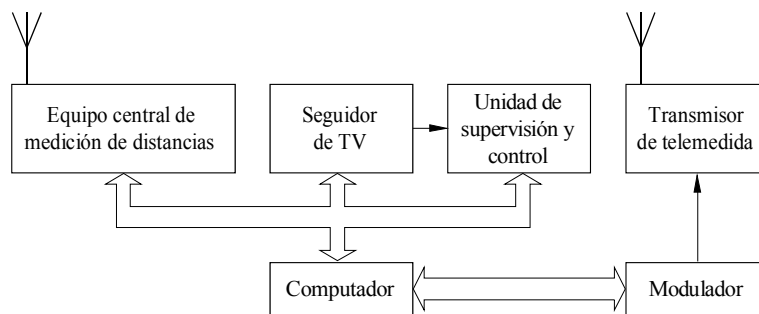 Equipo central de
medición de distancias
Seguidor
de TV
Unidad de
supervisión y
control
Transmisor
de telemedida
Computador
Modulador